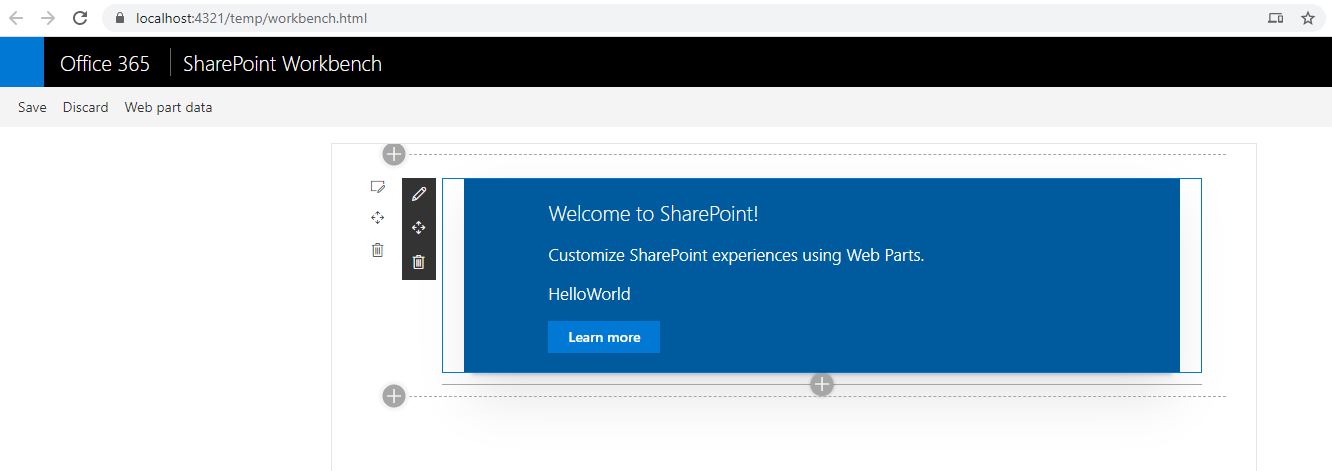 localhost:4321/temp/workbench.html
Office 365 SharePoint Workbench
Save Discard Web part data
Welcome to SharePoint!
Customize SharePoint experiences using Web Parts.
HelloWorld
Learn more